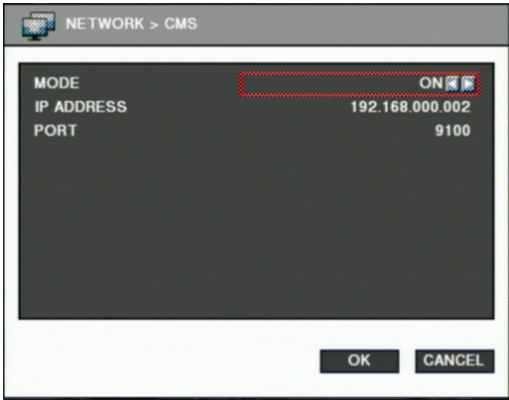 NETWORK > CMS
MODE ON
IP ADDRESS 192.168.000.002
PORT 9100
OK CANCEL